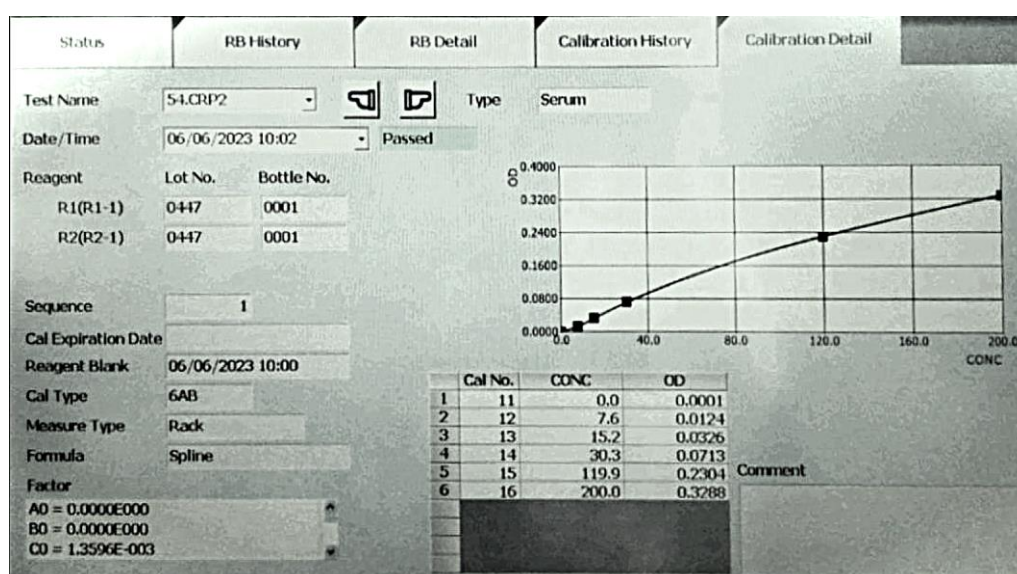 Status RB History RB Detail Calibration History Calibration Detail
Test Name 54.CRP2 Type Serum
Date/Time 06/06/2023 10:02 Passed
Reagent Lot No. Bottle No.
R1(R1-1) 0447 0001
R2(R2-1) 0447 0001
Sequence 1
Cal Expiration Date
Reagent Blank 06/06/2023 10:00
Cal Type 6AB
Measure Type Rack
Formula Spline
Factor
A0 = 0.0000E000
B0 = 0.0000E000
C0 = 1.3596E-003
OD
0.4000
0.3200
0.2400
0.1600
0.0800
0.0000
0.0 40.0 80.0 120.0 160.0 200.0
CONC
Cal No. CONC OD
1 11 0.0 0.0001
2 12 7.6 0.0124
3 13 15.2 0.0326
4 14 30.3 0.0713
5 15 119.9 0.2304
6 16 200.0 0.3288
Comment